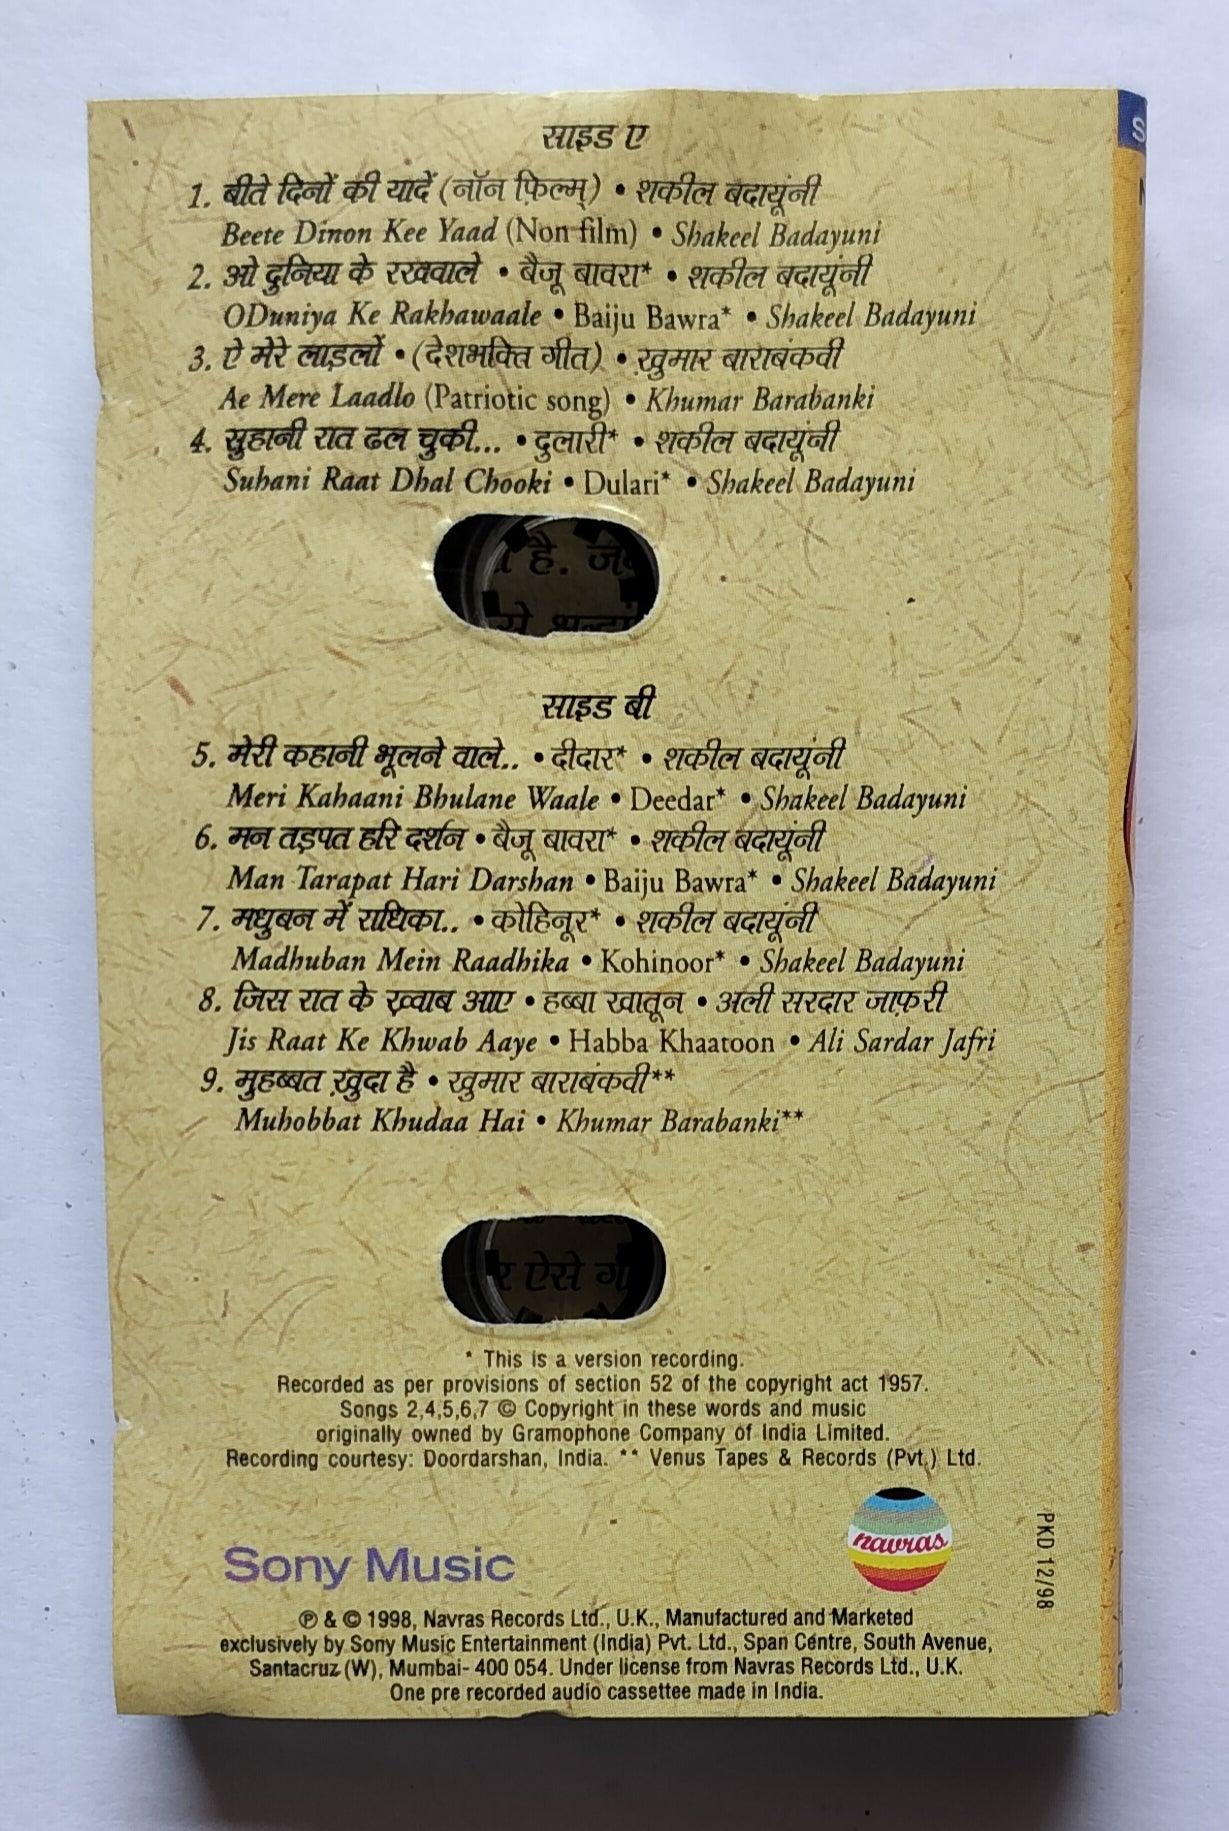 साइड ए
1. बीते दिनों की यादें (नॉन फ़िल्म्) • शकील बदायूंनी
Beete Dinon Kee Yaad (Non film) • Shakeel Badayuni
2. ओ दुनिया के रखवाले • बैजू बावरा* • शकील बदायूंनी
ODuniya Ke Rakhawaale • Baiju Bawra* • Shakeel Badayuni
3. ऐ मेरे लाड़लों • (देशभक्ति गीत) • ख़ुमार बाराबंकवी
Ae Mere Laadlo (Patriotic song) • Khumar Barabanki
4. सुहानी रात ढल चुकी... • दुलारी* • शकील बदायूंनी
Suhani Raat Dhal Chooki • Dulari* • Shakeel Badayuni
है. जे
से
साइड बी
5. मेरी कहानी भूलने वाले.. • दीदार* • शकील बदायूंनी
Meri Kahaani Bhulane Waale • Deedar* • Shakeel Badayuni
6. मन तड़पत हरि दर्शन • बैजू बावरा* • शकील बदायूंनी
Man Tarapat Hari Darshan • Baiju Bawra* • Shakeel Badayuni
7. मधुबन में राधिका.. • कोहिनूर* • शकील बदायूंनी
Madhuban Mein Raadhika • Kohinoor* • Shakeel Badayuni
8. जिस रात के ख़्वाब आए • हब्बा खातून • अली सरदार जाफ़री
Jis Raat Ke Khwab Aaye • Habba Khaatoon • Ali Sardar Jafri
9. मुहब्बत ख़ुदा है • खुमार बाराबंकवी**
Muhobbat Khudaa Hai • Khumar Barabanki**
र ऐसे
* This is a version recording.
Recorded as per provisions of section 52 of the copyright act 1957.
Songs 2,4,5,6,7 © Copyright in these words and music
originally owned by Gramophone Company of India Limited.
Recording courtesy: Doordarshan, India. ** Venus Tapes & Records (Pvt.) Ltd.
Sony Music
navras
PKD 12/98
℗ & © 1998, Navras Records Ltd., U.K., Manufactured and Marketed
exclusively by Sony Music Entertainment (India) Pvt. Ltd., Span Centre, South Avenue,
Santacruz (W), Mumbai- 400 054. Under license from Navras Records Ltd., U.K.
One pre recorded audio cassettee made in India.